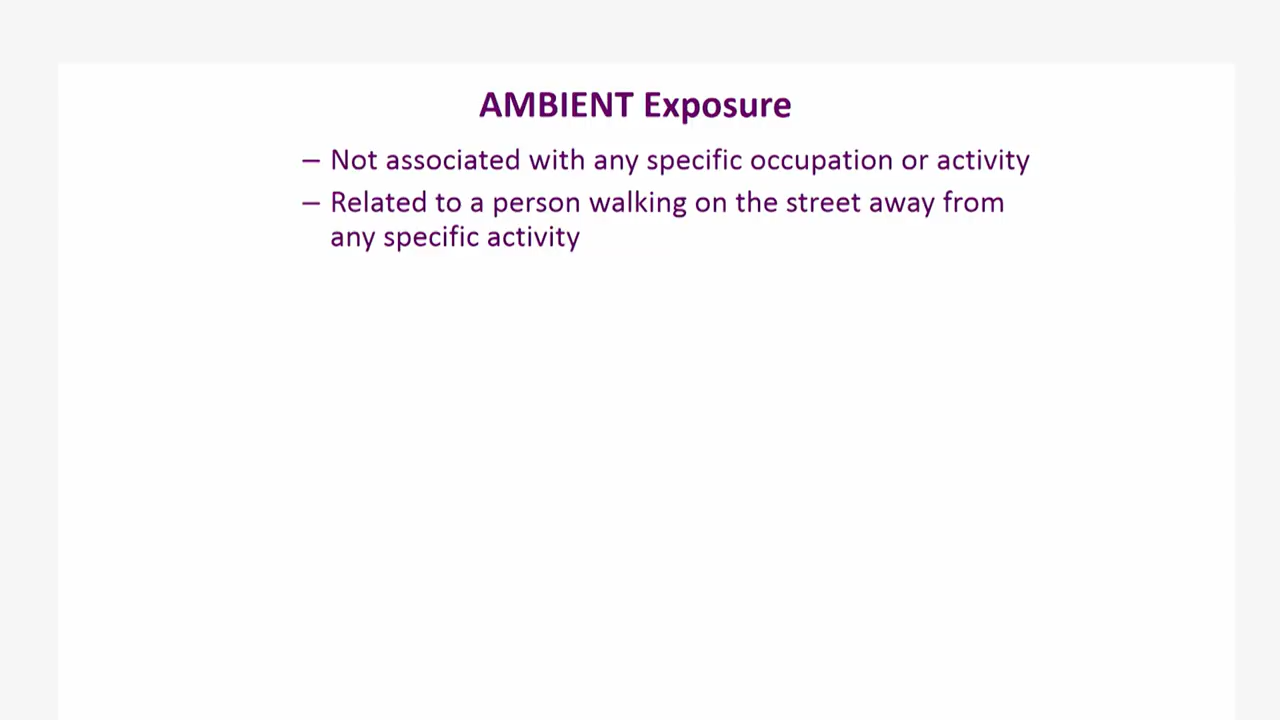 AMBIENT Exposure
– Not associated with any specific occupation or activity
– Related to a person walking on the street away from
any specific activity